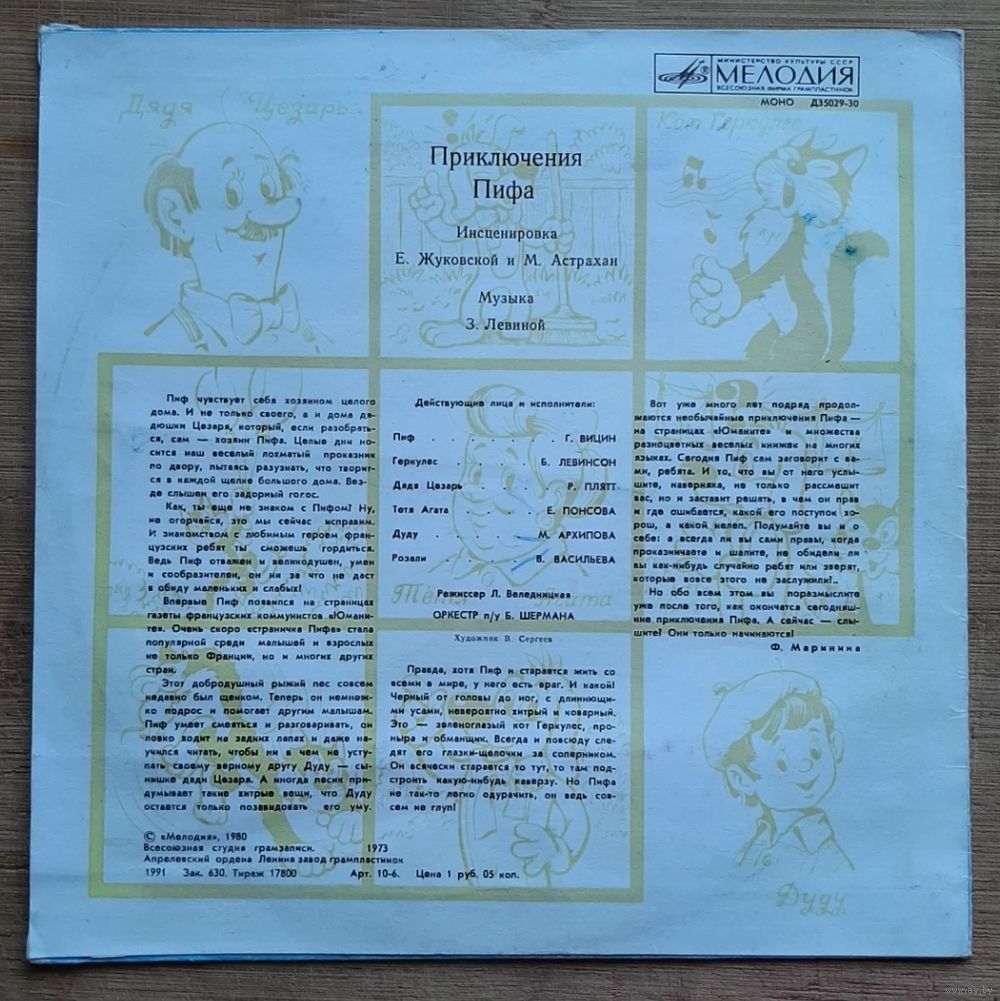 МИНИСТЕРСТВО КУЛЬТУРЫ СССР
МЕЛОДИЯ
ВСЕСОЮЗНАЯ ФИРМА ГРАМПЛАСТИНОК
МОНО Д35029-30
Дядя Цезарь
Кот Геркулес
Приключения
Пифа
Инсценировка
Е. Жуковской и М. Астрахан
Музыка
З. Левиной
Пиф чувствует себя хозяином целого
дома. И не только своего, а и дома дя-
дюшки Цезаря, который, если разобрать-
ся, сам — хозяин Пифа. Целые дни но-
сится наш веселый лохматый проказник
по двору, пытаясь разузнать, что творит-
ся в каждой щелке большого дома. Вез-
де слышен его задорный голос.
Как, ты еще не знаком с Пифом? Ну,
не огорчайся, это мы сейчас исправим.
И знакомством с любимым героем фран-
цузских ребят ты сможешь гордиться.
Ведь Пиф отважен и великодушен, умен
и сообразителен, он ни за что не даст
в обиду маленьких и слабых!
Впервые Пиф появился на страницах
газеты французских коммунистов «Юмани-
те». Очень скоро «страничка Пифа» стала
популярной среди малышей и взрослых
не только Франции, но и многих других
стран.
Этот добродушный рыжий пес совсем
недавно был щенком. Теперь он немнож-
ко подрос и помогает другим малышам.
Пиф умеет смеяться и разговаривать, он
ловко ходит на задних лапах и даже на-
учился читать, чтобы ни в чем не усту-
пать своему верному другу Дуду — сы-
нишке дяди Цезаря. А иногда песик при-
думывает такие хитрые вещи, что Дуду
остается только позавидовать его уму.
Действующие лица и исполнители:
Пиф . . . . . . . . . Г. ВИЦИН
Геркулес . . . . . . Б. ЛЕВИНСОН
Дядя Цезарь . . . . . . Р. ПЛЯТТ
Тетя Агата . . . . . Е. ПОНСОВА
Дуду . . . . . . . М. АРХИПОВА
Розали . . . . . . В. ВАСИЛЬЕВА
Тётя Агата
Режиссер Л. Веледницкая
ОРКЕСТР п/у Б. ШЕРМАНА
Художник В. Сергеев
Правда, хотя Пиф и старается жить со
всеми в мире, у него есть враг. И какой!
Черный от головы до ног, с длиннющи-
ми усами, невероятно хитрый и коварный.
Это — зеленоглазый кот Геркулес, про-
ныра и обманщик. Всегда и повсюду сле-
дят его глазки-щелочки за соперником.
Он всячески старается то тут, то там под-
строить какую-нибудь каверзу. Но Пифа
не так-то легко одурачить, он ведь сов-
сем не глуп!
Вот уже много лет подряд продол-
жаются необычайные приключения Пифа —
на страницах «Юманите» и множества
разноцветных веселых книжек на многих
языках. Сегодня Пиф сам заговорит с ва-
ми, ребята. И то, что вы от него услы-
шите, наверняка, не только рассмешит
вас, но и заставит решать, в чем он прав
и где ошибается, какой его поступок хо-
рош, а какой нелеп. Подумайте вы и о
себе: а всегда ли вы сами правы, когда
проказничаете и шалите, не обидели ли
вы как-нибудь случайно ребят или зверят,
которые вовсе этого не заслужили!..
Но обо всем этом вы поразмыслите
уже после того, как окончатся сегодняш-
ние приключения Пифа. А сейчас — слы-
шите? Они только начинаются!
Ф. Маринина
© «Мелодия», 1980
Всесоюзная студия грамзаписи. 1973
Апрелевский ордена Ленина завод грампластинок
1991 Зак. 630. Тираж 17800 Арт. 10-6. Цена 1 руб. 05 коп.
Дуду
www.ay.by